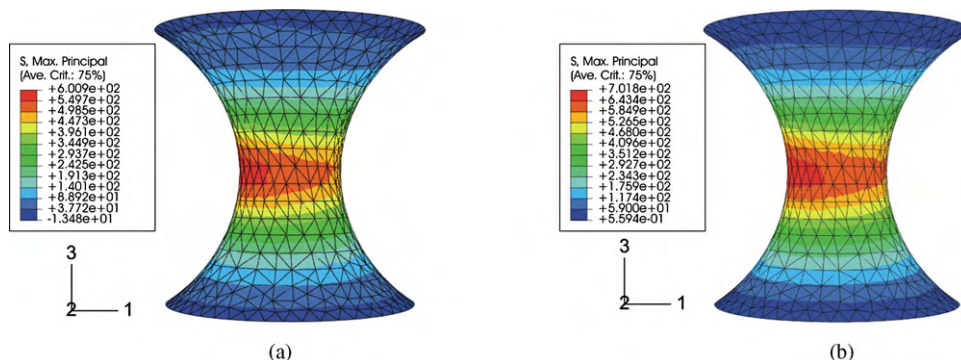 S, Max. Principal
(Ave. Crit.: 75%)
+6.009e+02
+5.497e+02
+4.985e+02
+4.473e+02
+3.961e+02
+3.449e+02
+2.937e+02
+2.425e+02
+1.913e+02
+1.401e+02
+8.892e+01
+3.772e+01
-1.348e+01
3
2
1
(a)
S, Max. Principal
(Ave. Crit.: 75%)
+7.018e+02
+6.434e+02
+5.849e+02
+5.265e+02
+4.680e+02
+4.096e+02
+3.512e+02
+2.927e+02
+2.343e+02
+1.759e+02
+1.174e+02
+5.900e+01
+5.594e-01
3
2
1
(b)